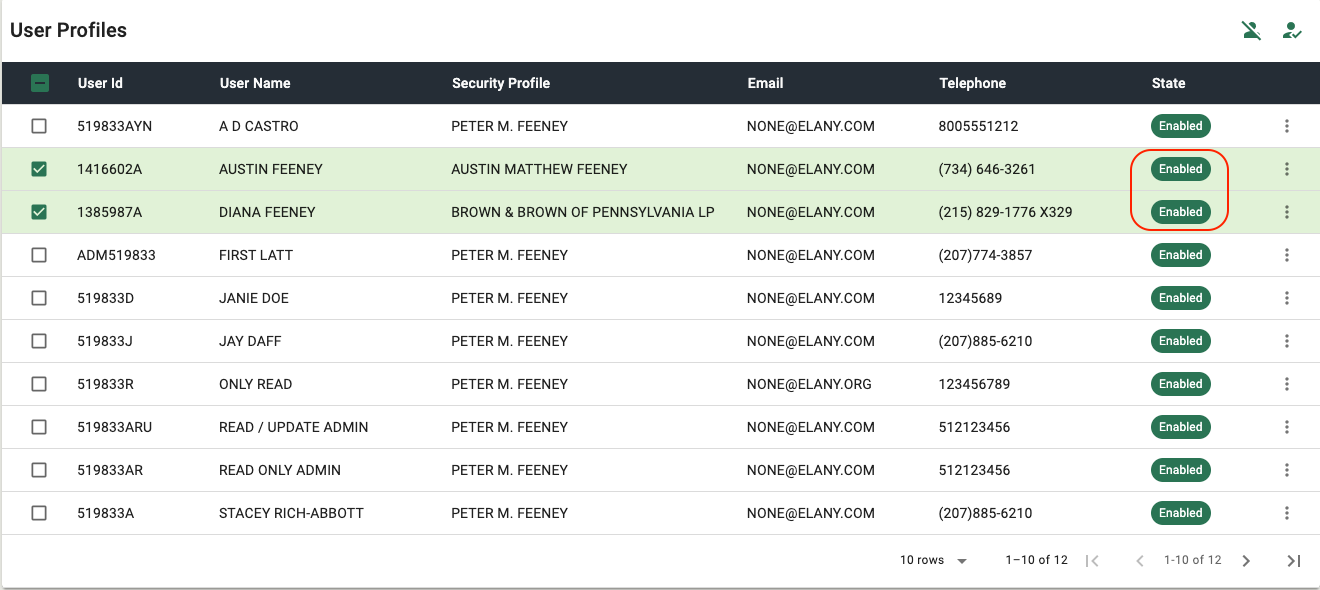 User Profiles
User Id User Name Security Profile Email Telephone State
519833AYN A D CASTRO PETER M. FEENEY NONE@ELANY.COM 8005551212 Enabled
1416602A AUSTIN FEENEY AUSTIN MATTHEW FEENEY NONE@ELANY.COM (734) 646-3261 Enabled
1385987A DIANA FEENEY BROWN & BROWN OF PENNSYLVANIA LP NONE@ELANY.COM (215) 829-1776 X329 Enabled
ADM519833 FIRST LATT PETER M. FEENEY NONE@ELANY.COM (207)774-3857 Enabled
519833D JANIE DOE PETER M. FEENEY NONE@ELANY.COM 12345689 Enabled
519833J JAY DAFF PETER M. FEENEY NONE@ELANY.COM (207)885-6210 Enabled
519833R ONLY READ PETER M. FEENEY NONE@ELANY.ORG 123456789 Enabled
519833ARU READ / UPDATE ADMIN PETER M. FEENEY NONE@ELANY.COM 512123456 Enabled
519833AR READ ONLY ADMIN PETER M. FEENEY NONE@ELANY.COM 512123456 Enabled
519833A STACEY RICH-ABBOTT PETER M. FEENEY NONE@ELANY.COM (207)885-6210 Enabled
10 rows 1–10 of 12 1-10 of 12